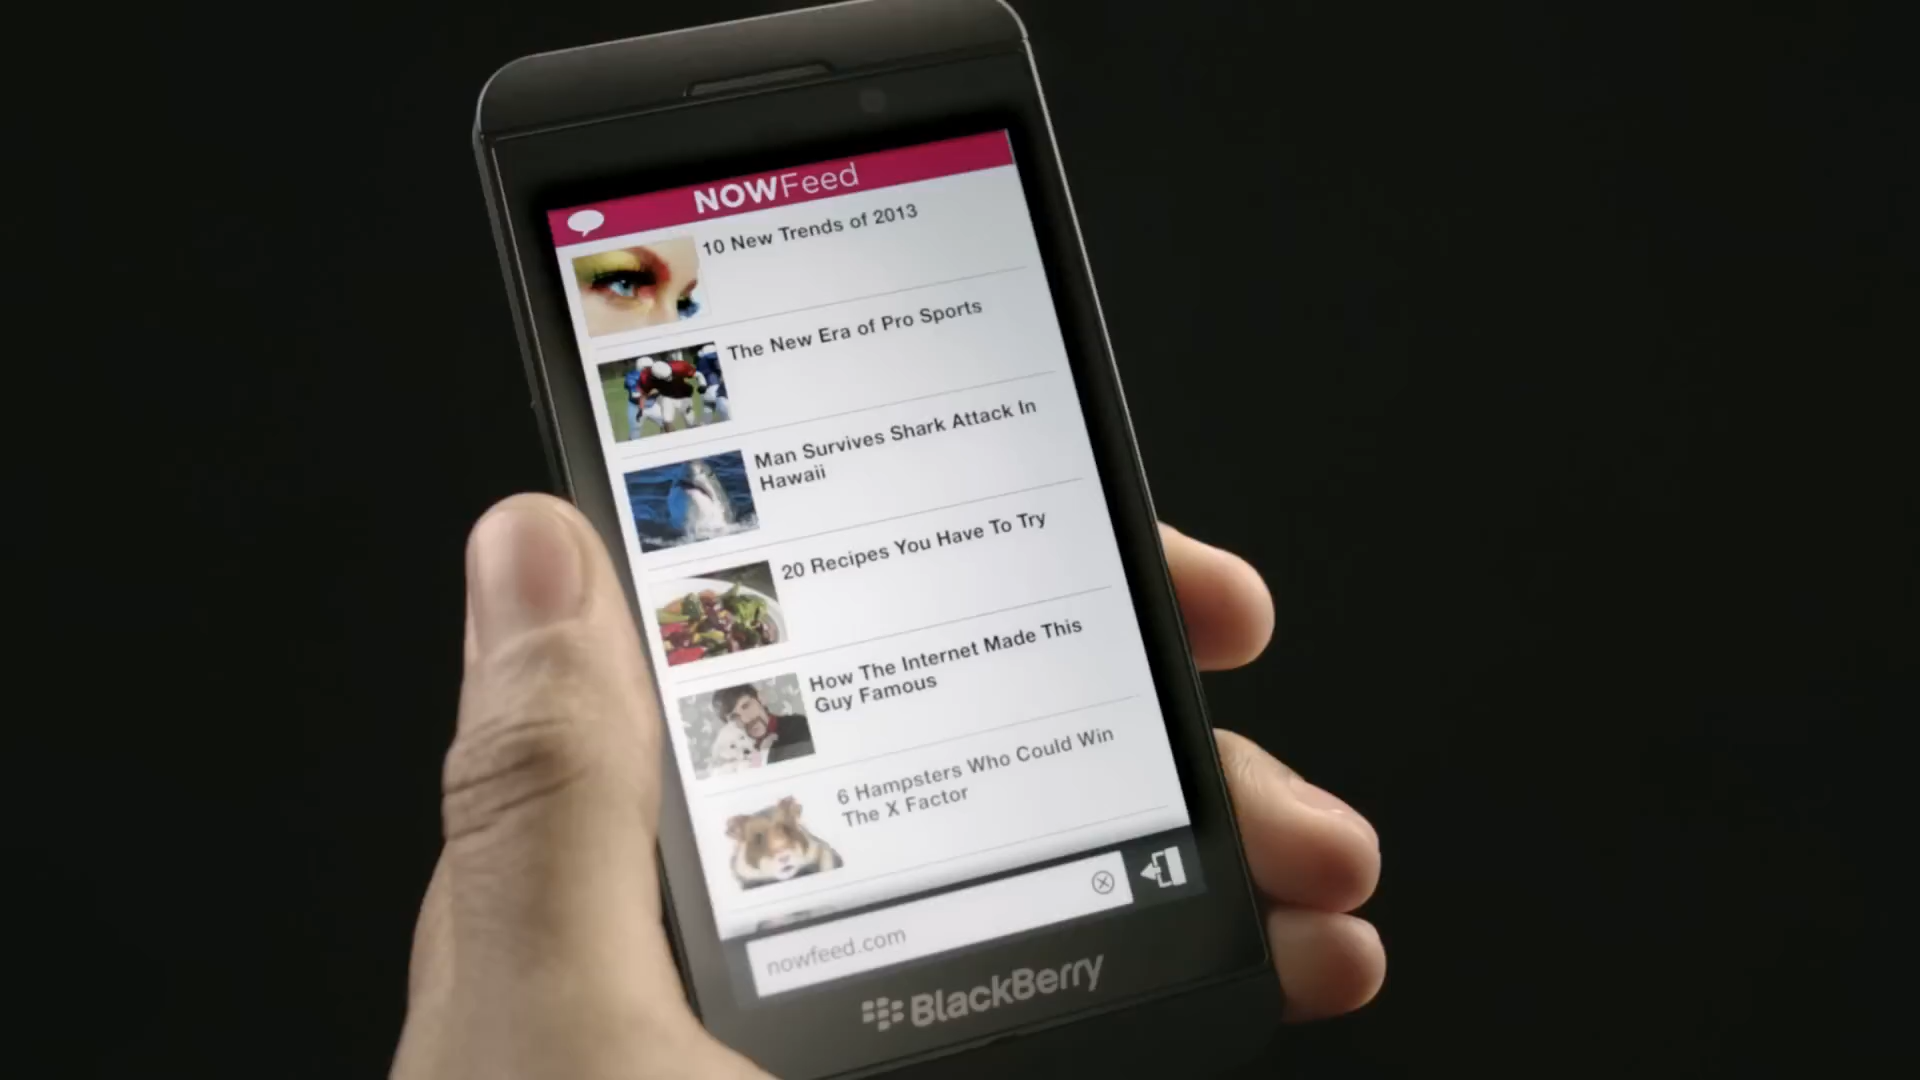 NOWFeed
10 New Trends of 2013
The New Era of Pro Sports
Man Survives Shark Attack In
Hawaii
20 Recipes You Have To Try
How The Internet Made This
Guy Famous
6 Hampsters Who Could Win
The X Factor
nowfeed.com
BlackBerry